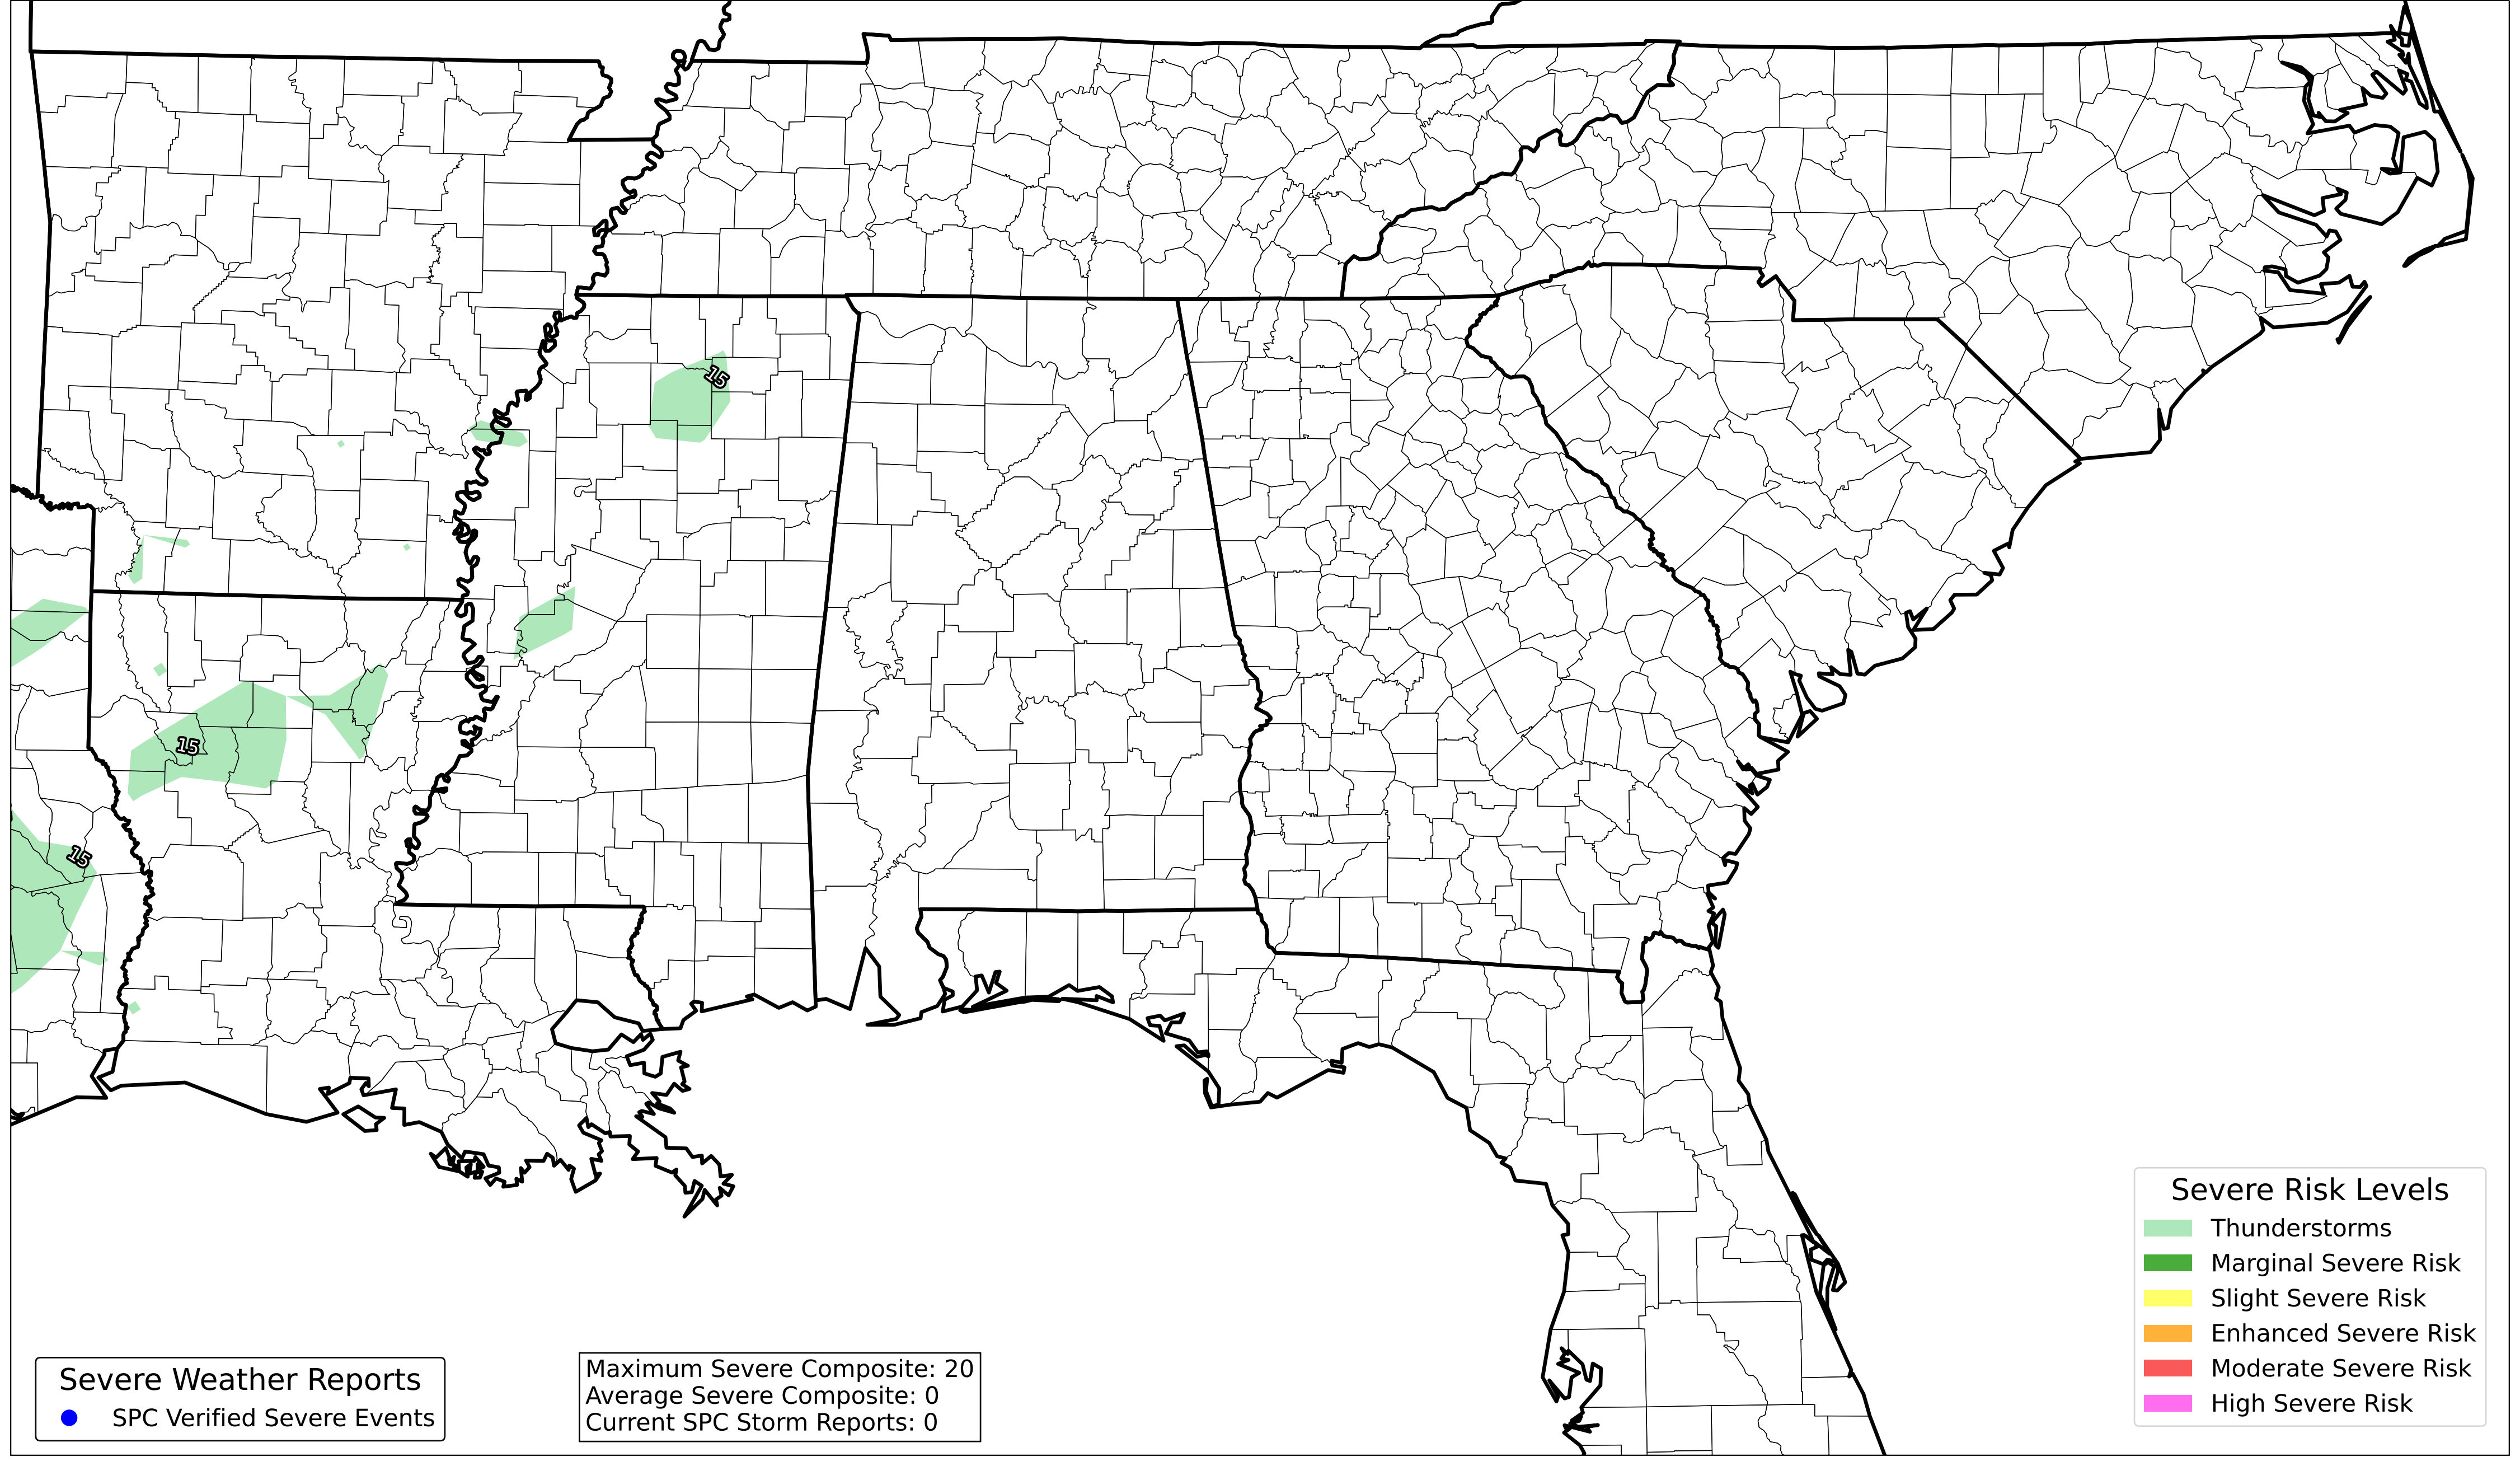 15
15
15
Severe Risk Levels
Thunderstorms
Marginal Severe Risk
Slight Severe Risk
Enhanced Severe Risk
Moderate Severe Risk
High Severe Risk
Severe Weather Reports
SPC Verified Severe Events
Maximum Severe Composite: 20
Average Severe Composite: 0
Current SPC Storm Reports: 0